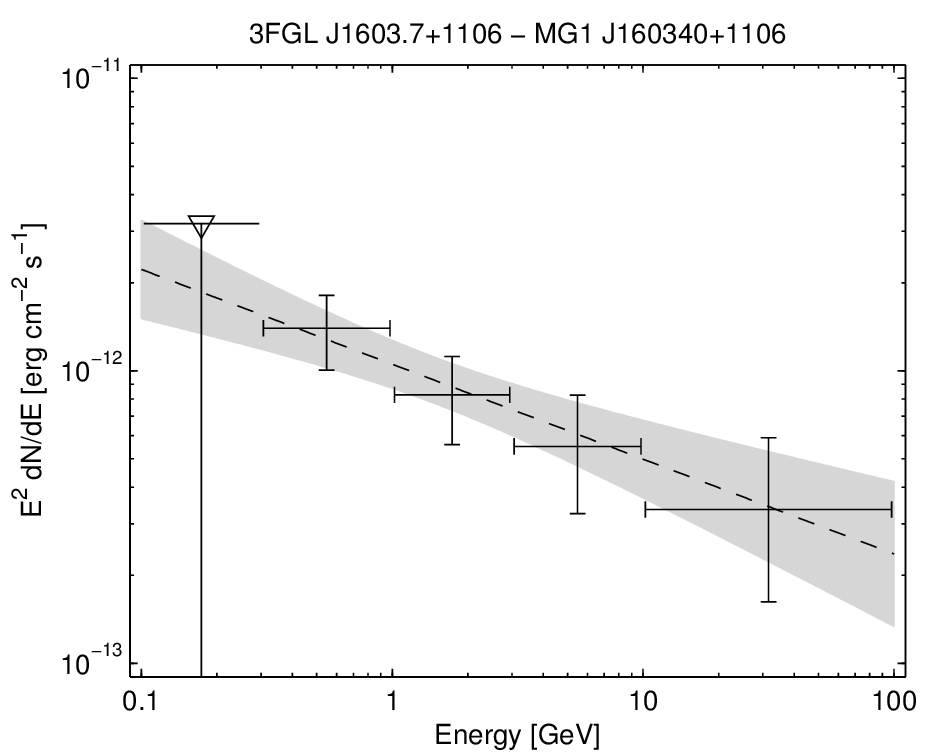 3FGL J1603.7+1106 − MG1 J160340+1106
E² dN/dE [erg cm⁻² s⁻¹]
10⁻¹¹
10⁻¹²
10⁻¹³
0.1 1 10 100
Energy [GeV]